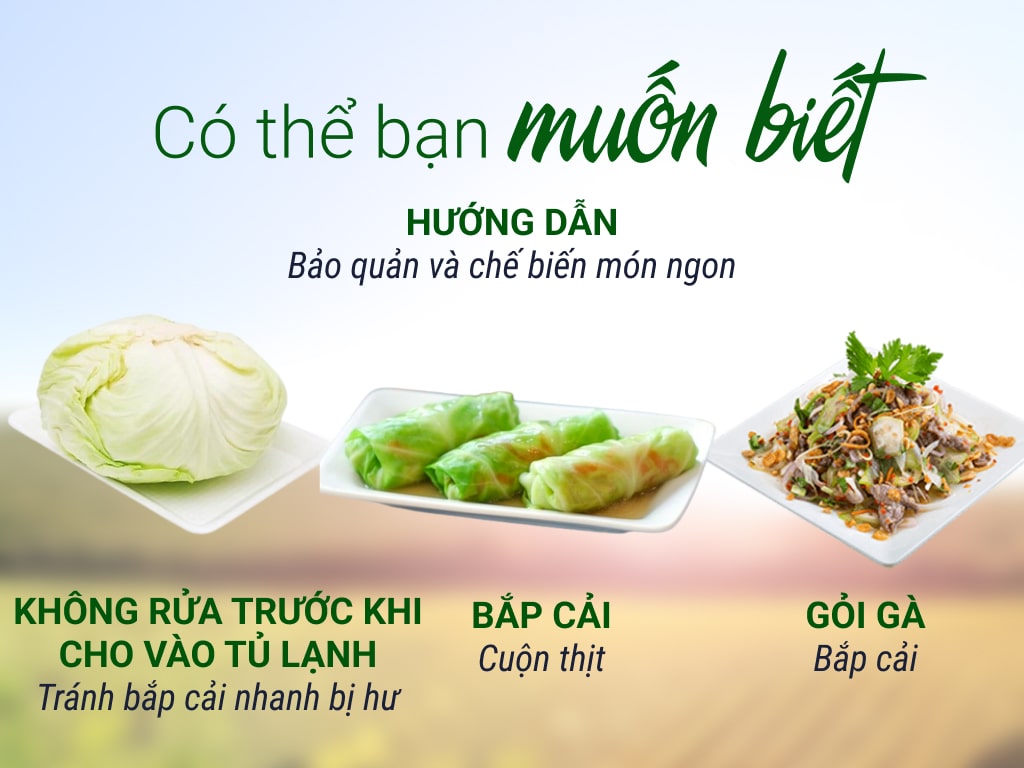 Có thể bạn muốn biết
HƯỚNG DẪN
Bảo quản và chế biến món ngon
KHÔNG RỬA TRƯỚC KHI
CHO VÀO TỦ LẠNH
Tránh bắp cải nhanh bị hư
BẮP CẢI
Cuộn thịt
GỎI GÀ
Bắp cải